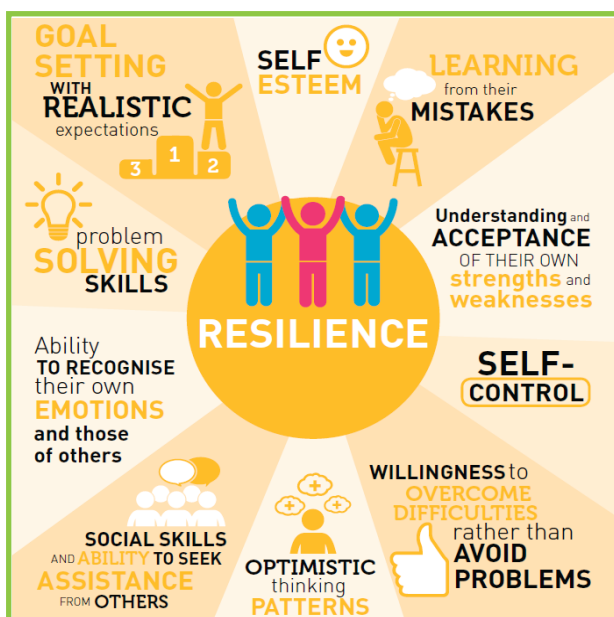 GOAL
SETTING
WITH
REALISTIC
expectations
3 1 2
SELF
ESTEEM
LEARNING
from their
MISTAKES
Understanding and
ACCEPTANCE
OF THEIR OWN
strengths and
weaknesses
SELF-
CONTROL
WILLINGNESS to
OVERCOME
DIFFICULTIES
rather than
AVOID
PROBLEMS
OPTIMISTIC
thinking
PATTERNS
SOCIAL SKILLS
AND ABILITY TO SEEK
ASSISTANCE
FROM OTHERS
Ability
TO RECOGNISE
their own
EMOTIONS
and those
of others
problem
SOLVING
SKILLS
RESILIENCE